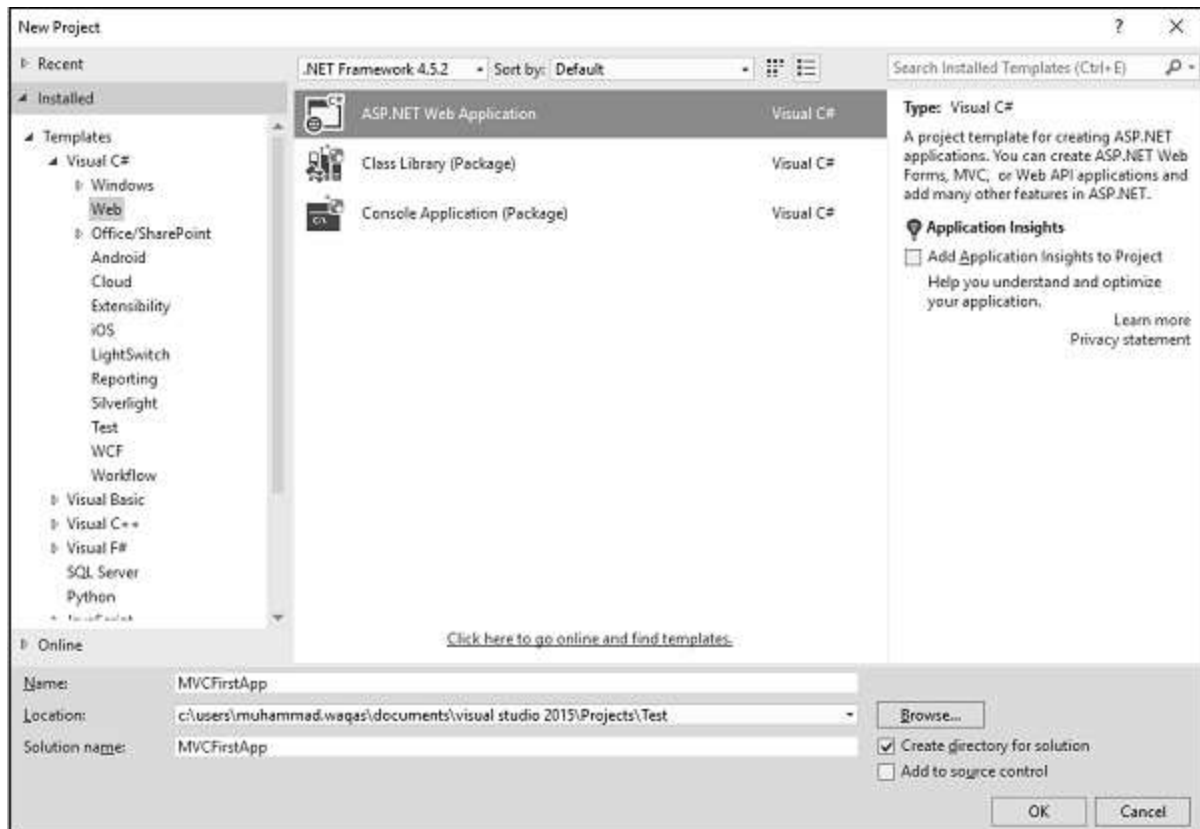 New Project
?
Recent
.NET Framework 4.5.2
Sort by: Default
Search Installed Templates (Ctrl+E)
Installed
Templates
Visual C#
Windows
Web
Office/SharePoint
Android
Cloud
Extensibility
iOS
LightSwitch
Reporting
Silverlight
Test
WCF
Workflow
Visual Basic
Visual C++
Visual F#
SQL Server
Python
Online
ASP.NET Web Application Visual C#
Class Library (Package) Visual C#
Console Application (Package) Visual C#
Click here to go online and find templates.
Type: Visual C#
A project template for creating ASP.NET
applications. You can create ASP.NET Web
Forms, MVC, or Web API applications and
add many other features in ASP.NET.
Application Insights
Add Application Insights to Project
Help you understand and optimize
your application.
Learn more
Privacy statement
Name: MVCFirstApp
Location: c:\users\muhammad.waqas\documents\visual studio 2015\Projects\Test
Browse...
Solution name: MVCFirstApp
Create directory for solution
Add to source control
OK
Cancel